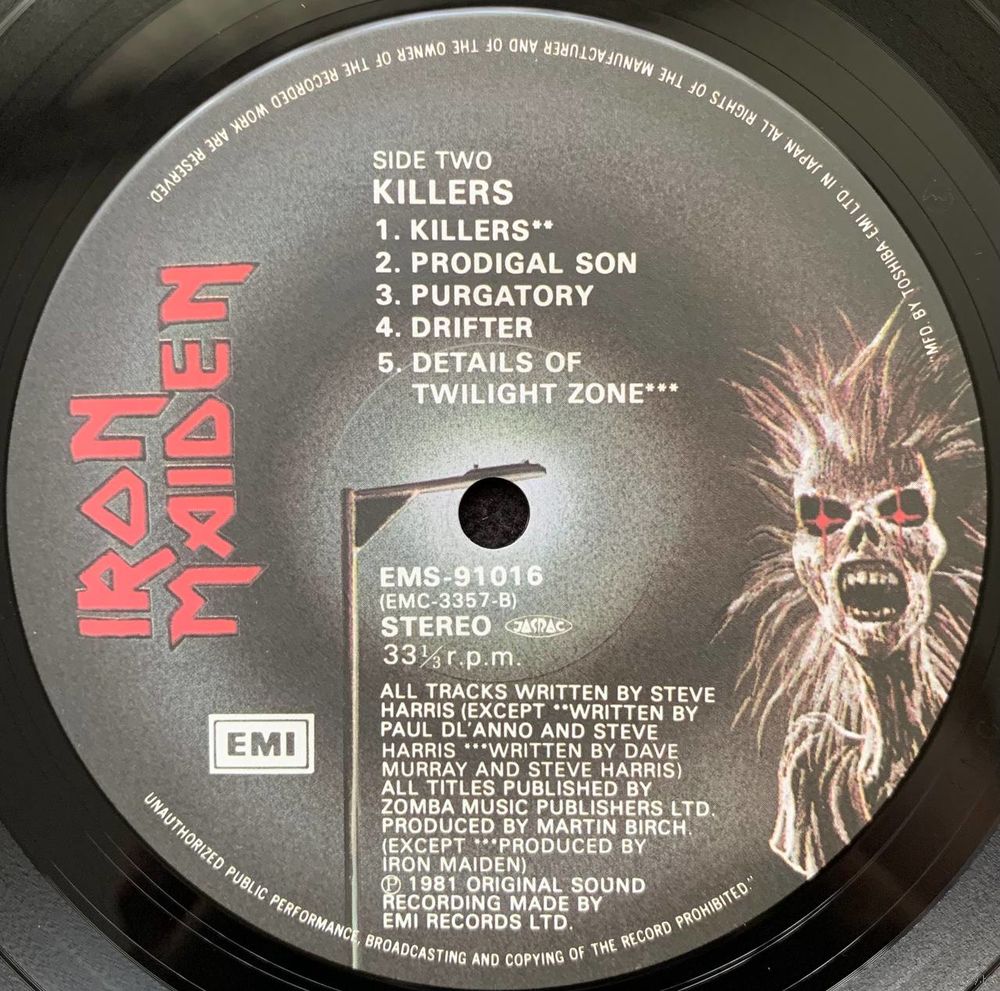 "MFD. BY TOSHIBA-EMI LTD. IN JAPAN. ALL RIGHTS OF THE MANUFACTURER AND OF THE OWNER OF THE RECORDED WORK ARE RESERVED.
SIDE TWO
KILLERS
1. KILLERS**
2. PRODIGAL SON
3. PURGATORY
4. DRIFTER
5. DETAILS OF
TWILIGHT ZONE***
IRON
MAIDEN
EMS-91016
(EMC-3357-B)
STEREO JASRAC
33⅓ r.p.m.
EMI
ALL TRACKS WRITTEN BY STEVE
HARRIS (EXCEPT **WRITTEN BY
PAUL DL'ANNO AND STEVE
HARRIS ***WRITTEN BY DAVE
MURRAY AND STEVE HARRIS)
ALL TITLES PUBLISHED BY
ZOMBA MUSIC PUBLISHERS LTD.
PRODUCED BY MARTIN BIRCH.
(EXCEPT ***PRODUCED BY
IRON MAIDEN)
℗ 1981 ORIGINAL SOUND
RECORDING MADE BY
EMI RECORDS LTD.
UNAUTHORIZED PUBLIC PERFORMANCE, BROADCASTING AND COPYING OF THE RECORD PROHIBITED."